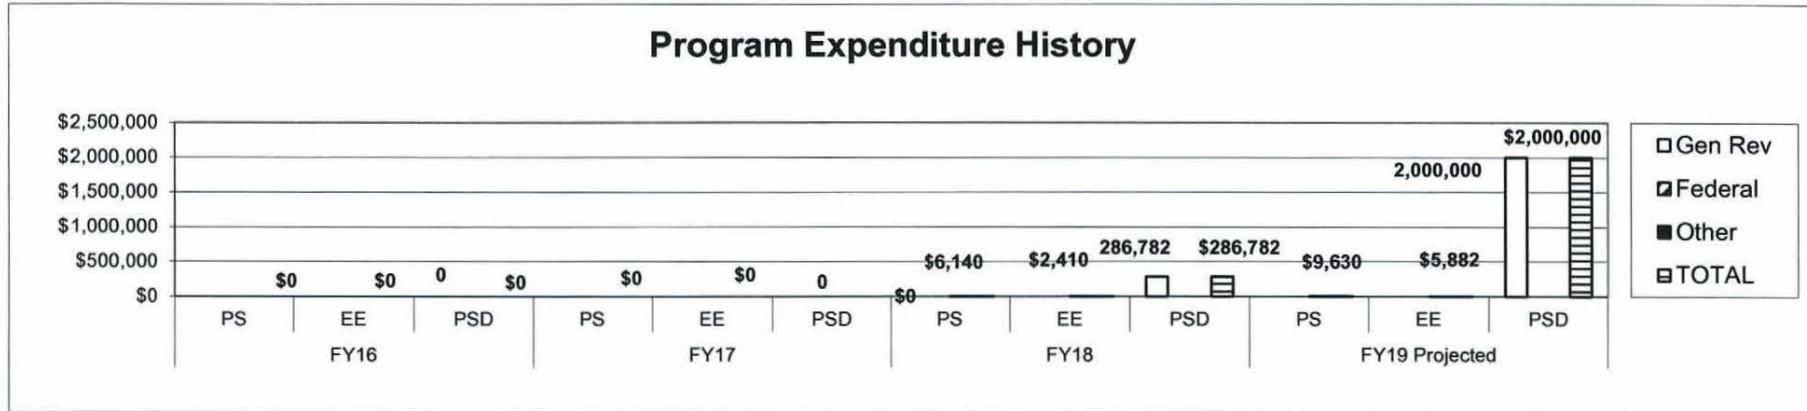 Program Expenditure History
$2,500,000
$2,000,000
$1,500,000
$1,000,000
$500,000
$0
$0 $0 0 $0 $0 $0 0 $0 $6,140 $2,410 286,782 $286,782 $9,630 $5,882 2,000,000 $2,000,000
PS EE PSD PS EE PSD PS EE PSD PS EE PSD
FY16 FY17 FY18 FY19 Projected
Gen Rev
Federal
Other
TOTAL